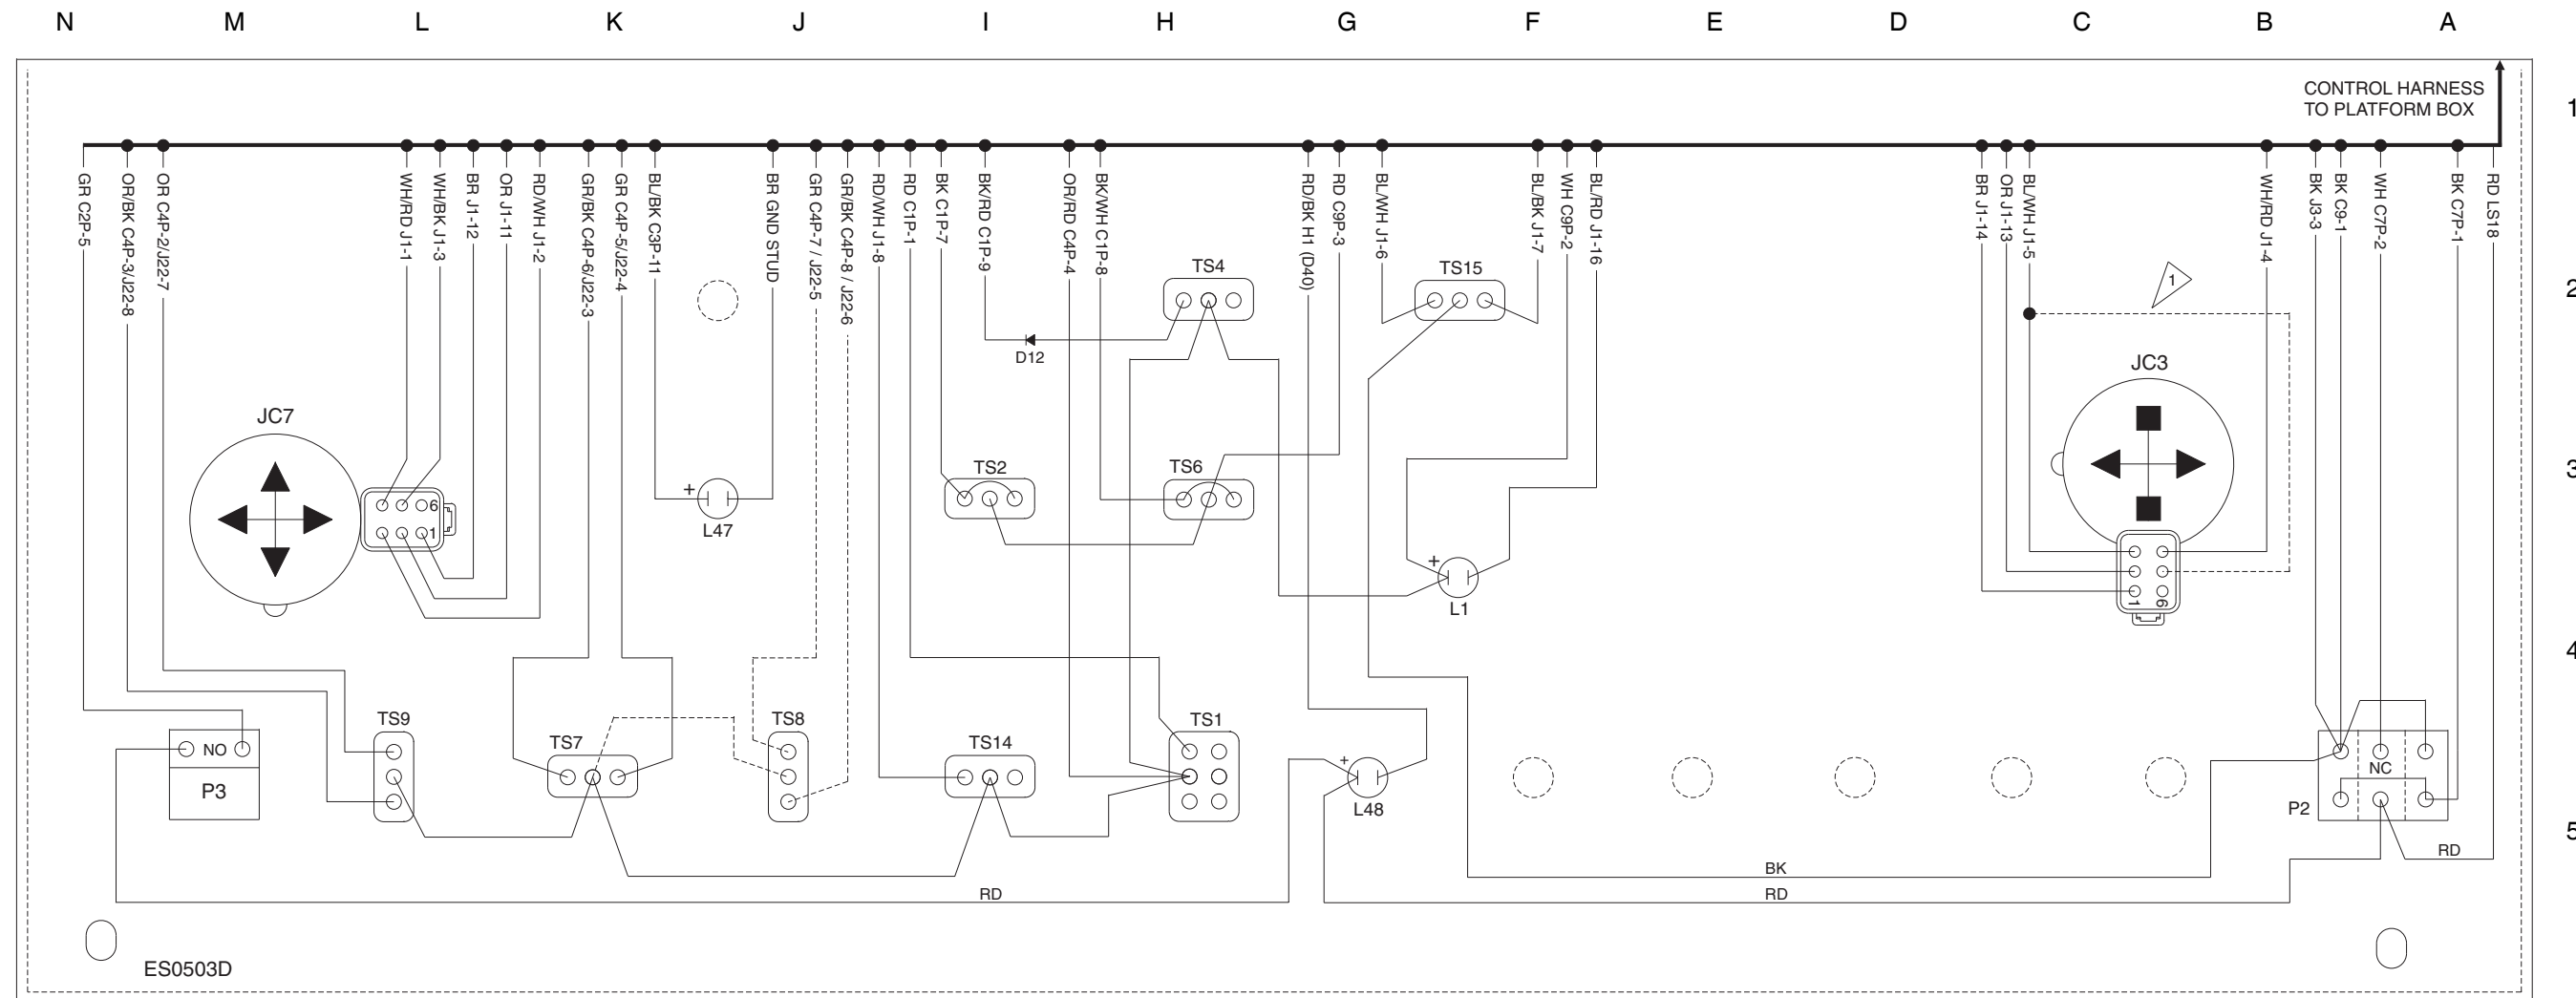 N M L K J I H G F E D C B A
CONTROL HARNESS
TO PLATFORM BOX
1
GR C2P-5
OR/BK C4P-3/J22-8
OR C4P-2/J22-7
WH/RD J1-1
WH/BK J1-3
BR J1-12
OR J1-11
RD/WH J1-2
GR/BK C4P-6/J22-3
GR C4P-5/J22-4
BL/BK C3P-11
BR GND STUD
GR C4P-7 / J22-5
GR/BK C4P-8 / J22-6
RD/WH J1-8
RD C1P-1
BK C1P-7
BK/RD C1P-9
OR/RD C4P-4
BK/WH C1P-8
RD/BK H1 (D40)
RD C9P-3
BL/WH J1-6
BL/BK J1-7
WH C9P-2
BL/RD J1-16
BR J1-14
OR J1-13
BL/WH J1-5
WH/RD J1-4
BK J3-3
BK C9-1
WH C7P-2
BK C7P-1
RD LS18
TS4
TS15
1
2
D12
JC3
JC7
TS2
TS6
3
+
L47
6
1
+
L1
1
6
4
TS9
TS7
TS8
TS14
TS1
NO
P3
+
L48
NC
P2
5
RD
BK
RD
RD
ES0503D